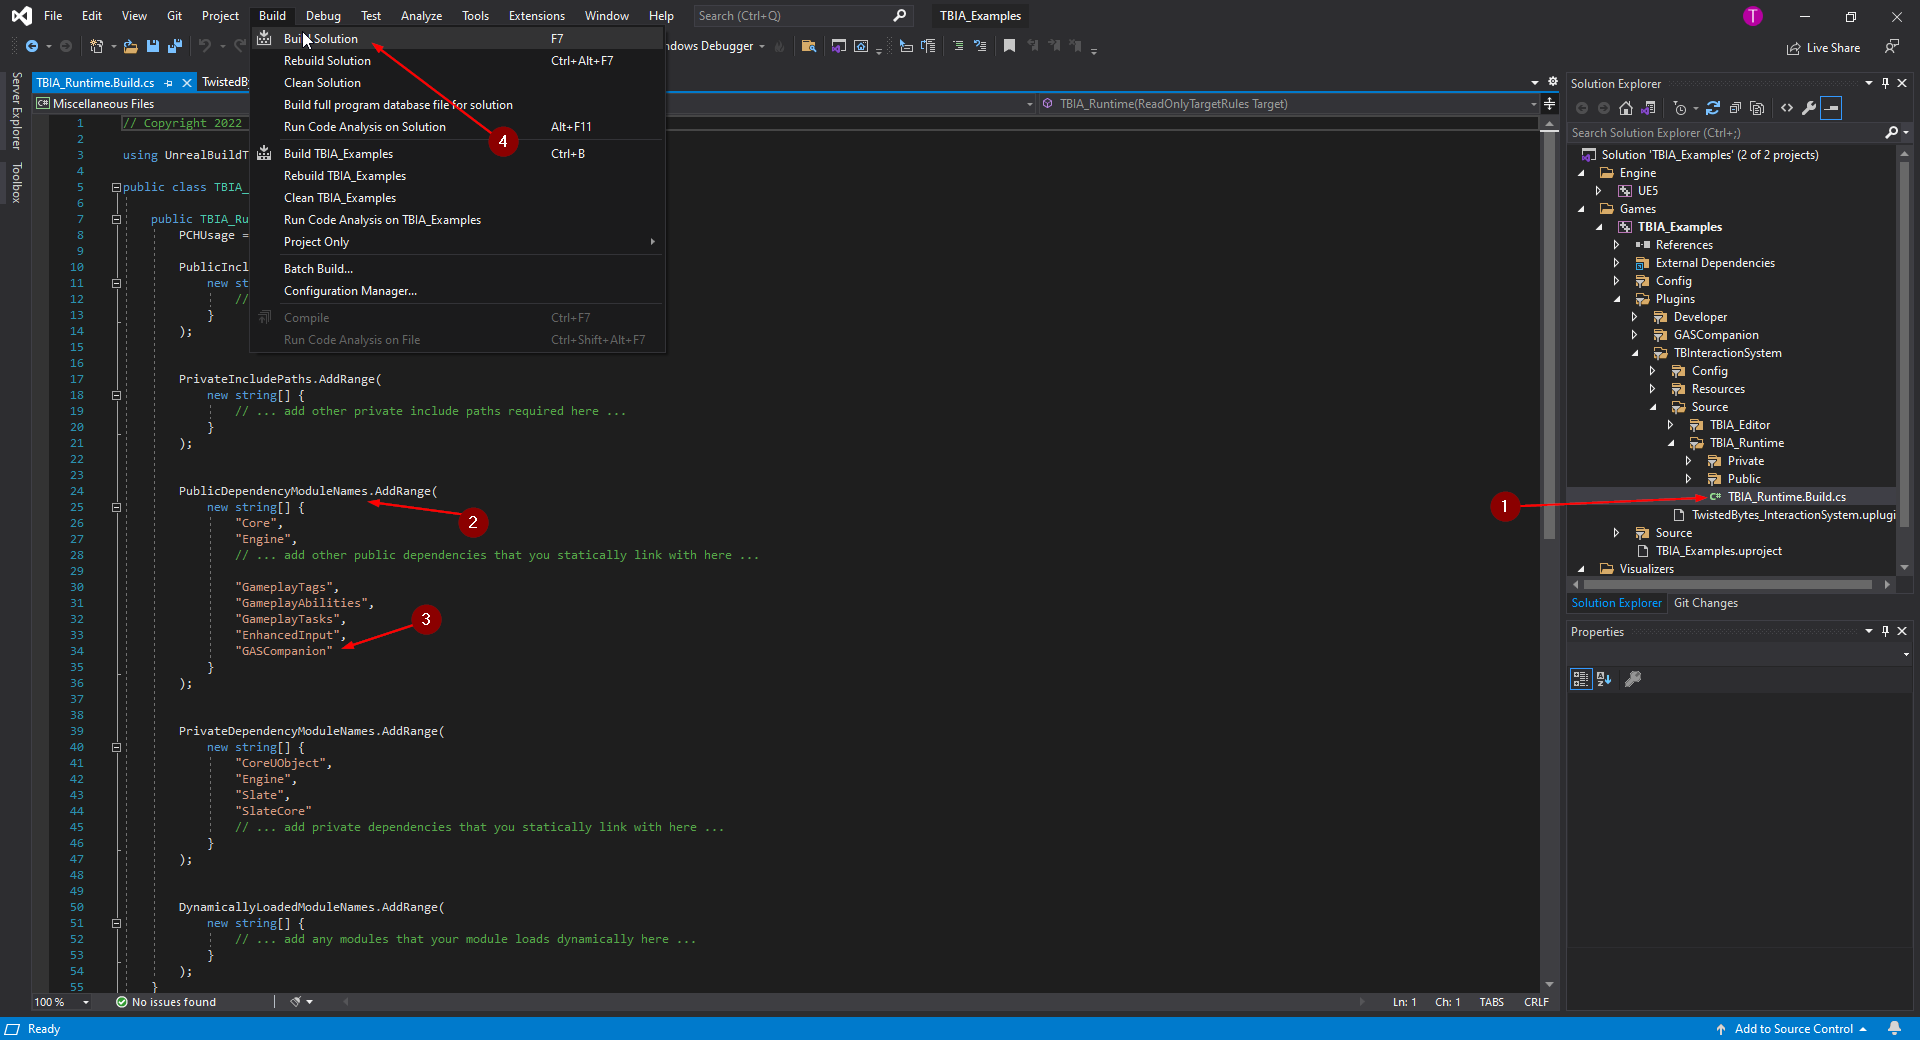 File Edit View Git Project Build Debug Test Analyze Tools Extensions Window Help Search (Ctrl+Q) TBIA_Examples T
ndows Debugger Live Share
Build Solution F7
Rebuild Solution Ctrl+Alt+F7
Clean Solution
Build full program database file for solution
Run Code Analysis on Solution Alt+F11
4
Build TBIA_Examples Ctrl+B
Rebuild TBIA_Examples
Clean TBIA_Examples
Run Code Analysis on TBIA_Examples
Project Only
Batch Build...
Configuration Manager...
Compile Ctrl+F7
Run Code Analysis on File Ctrl+Shift+Alt+F7
Server Explorer
Toolbox
TBIA_Runtime.Build.cs TwistedBy
C# Miscellaneous Files TBIA_Runtime(ReadOnlyTargetRules Target)
1 // Copyright 2022
2
3 using UnrealBuildT
4
5 public class TBIA_
6
7 public TBIA_Ru
8 PCHUsage =
9
10 PublicIncl
11 new st
12 //
13 }
14 );
15
16
17 PrivateIncludePaths.AddRange(
18 new string[] {
19 // ... add other private include paths required here ...
20 }
21 );
22
23
24 PublicDependencyModuleNames.AddRange(
25 new string[] {
2
26 "Core",
27 "Engine",
28 // ... add other public dependencies that you statically link with here ...
29
30 "GameplayTags",
31 "GameplayAbilities",
32 "GameplayTasks",
3
33 "EnhancedInput",
34 "GASCompanion"
35 }
36 );
37
38
39 PrivateDependencyModuleNames.AddRange(
40 new string[] {
41 "CoreUObject",
42 "Engine",
43 "Slate",
44 "SlateCore"
45 // ... add private dependencies that you statically link with here ...
46 }
47 );
48
49
50 DynamicallyLoadedModuleNames.AddRange(
51 new string[] {
52 // ... add any modules that your module loads dynamically here ...
53 }
54 );
55 }
100 % No issues found Ln: 1 Ch: 1 TABS CRLF
Solution Explorer
Search Solution Explorer (Ctrl+;)
Solution 'TBIA_Examples' (2 of 2 projects)
Engine
UE5
Games
TBIA_Examples
References
External Dependencies
Config
Plugins
Developer
GASCompanion
TBInteractionSystem
Config
Resources
Source
TBIA_Editor
TBIA_Runtime
Private
Public
1
C# TBIA_Runtime.Build.cs
TwistedBytes_InteractionSystem.uplugi
Source
TBIA_Examples.uproject
Visualizers
Solution Explorer Git Changes
Properties
Ready Add to Source Control